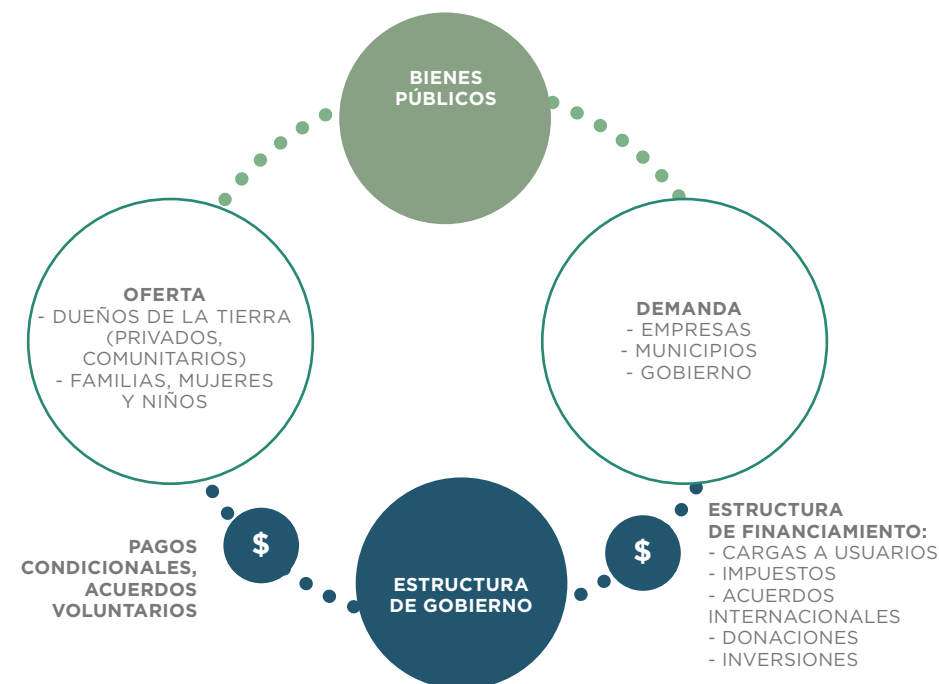 BIENES
PÚBLICOS
OFERTA
- DUEÑOS DE LA TIERRA
(PRIVADOS,
COMUNITARIOS)
- FAMILIAS, MUJERES
Y NIÑOS
DEMANDA
- EMPRESAS
- MUNICIPIOS
- GOBIERNO
$
PAGOS
CONDICIONALES,
ACUERDOS
VOLUNTARIOS
ESTRUCTURA
DE GOBIERNO
$
ESTRUCTURA
DE FINANCIAMIENTO:
- CARGAS A USUARIOS
- IMPUESTOS
- ACUERDOS
INTERNACIONALES
- DONACIONES
- INVERSIONES